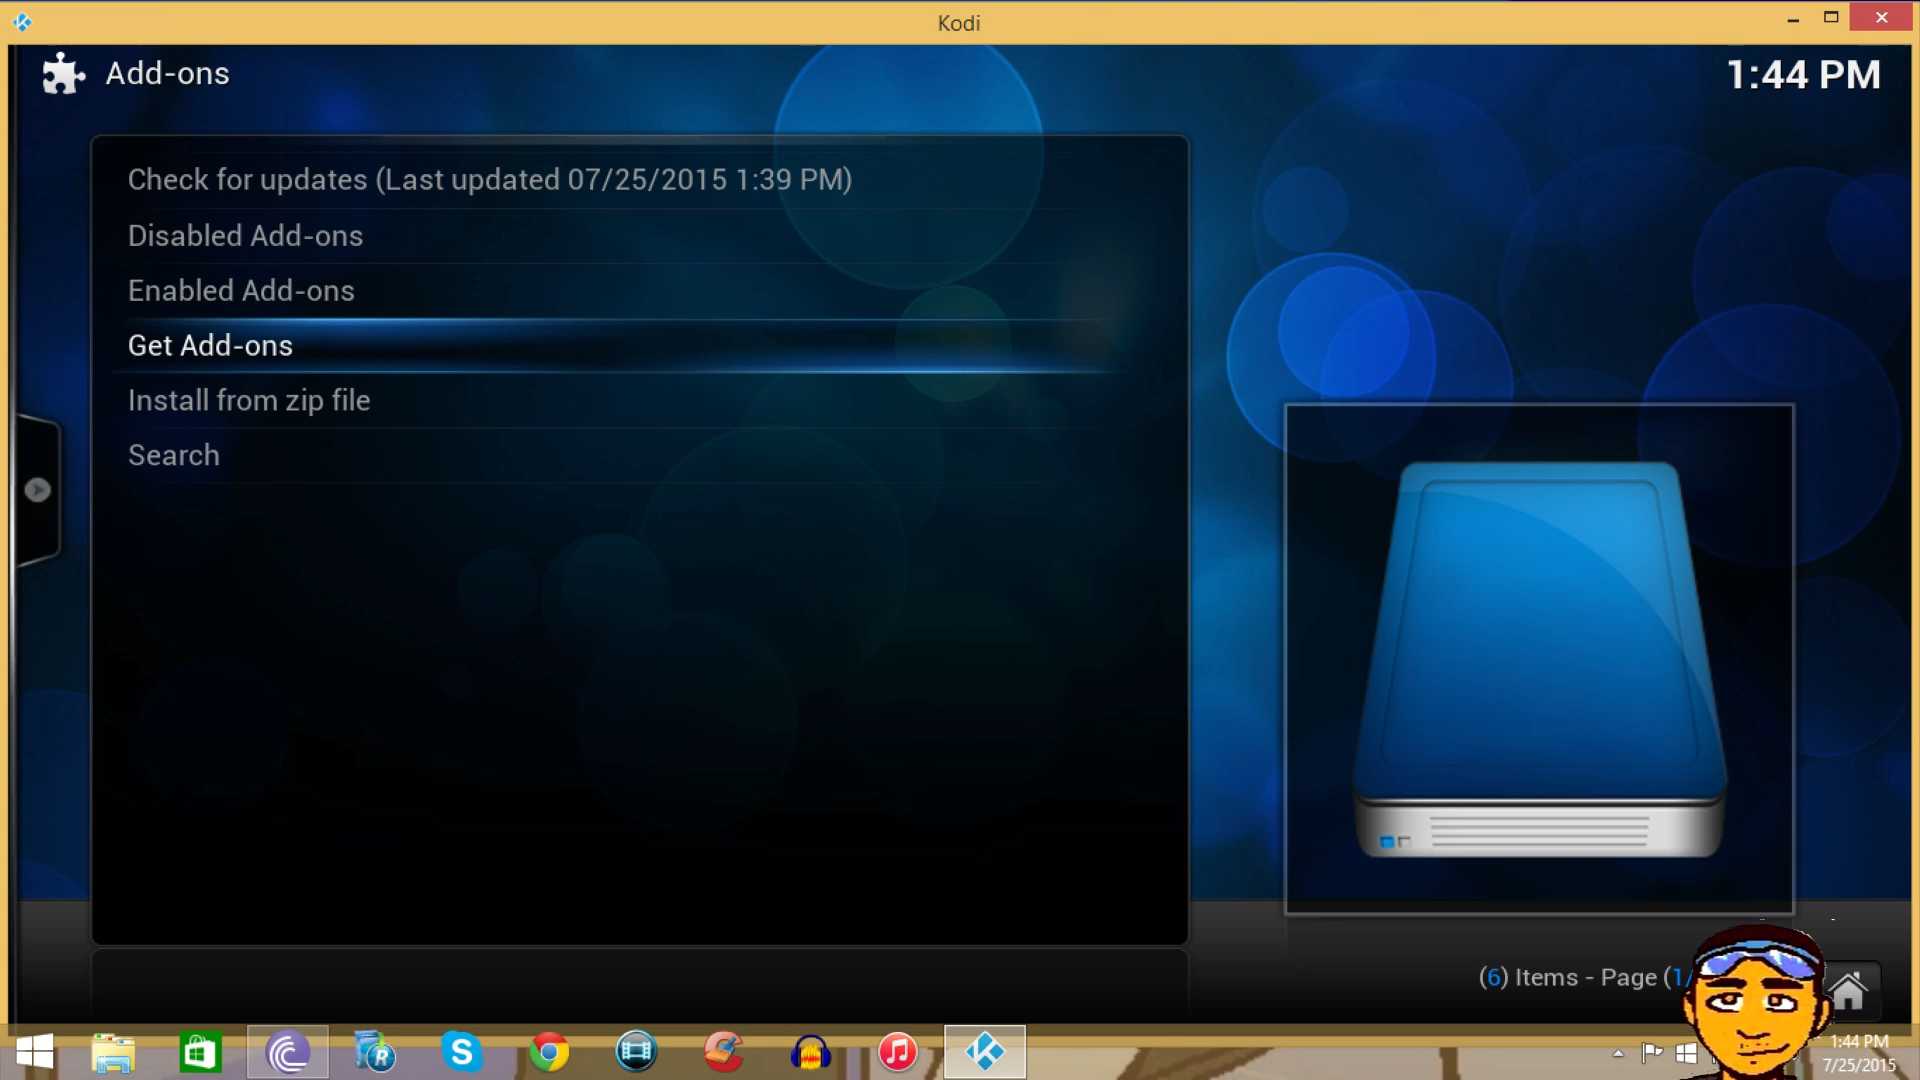 Kodi
Add-ons
1:44 PM
Check for updates (Last updated 07/25/2015 1:39 PM)
Disabled Add-ons
Enabled Add-ons
Get Add-ons
Install from zip file
Search
(6) Items - Page (1/
R
S
1:44 PM
7/25/2015